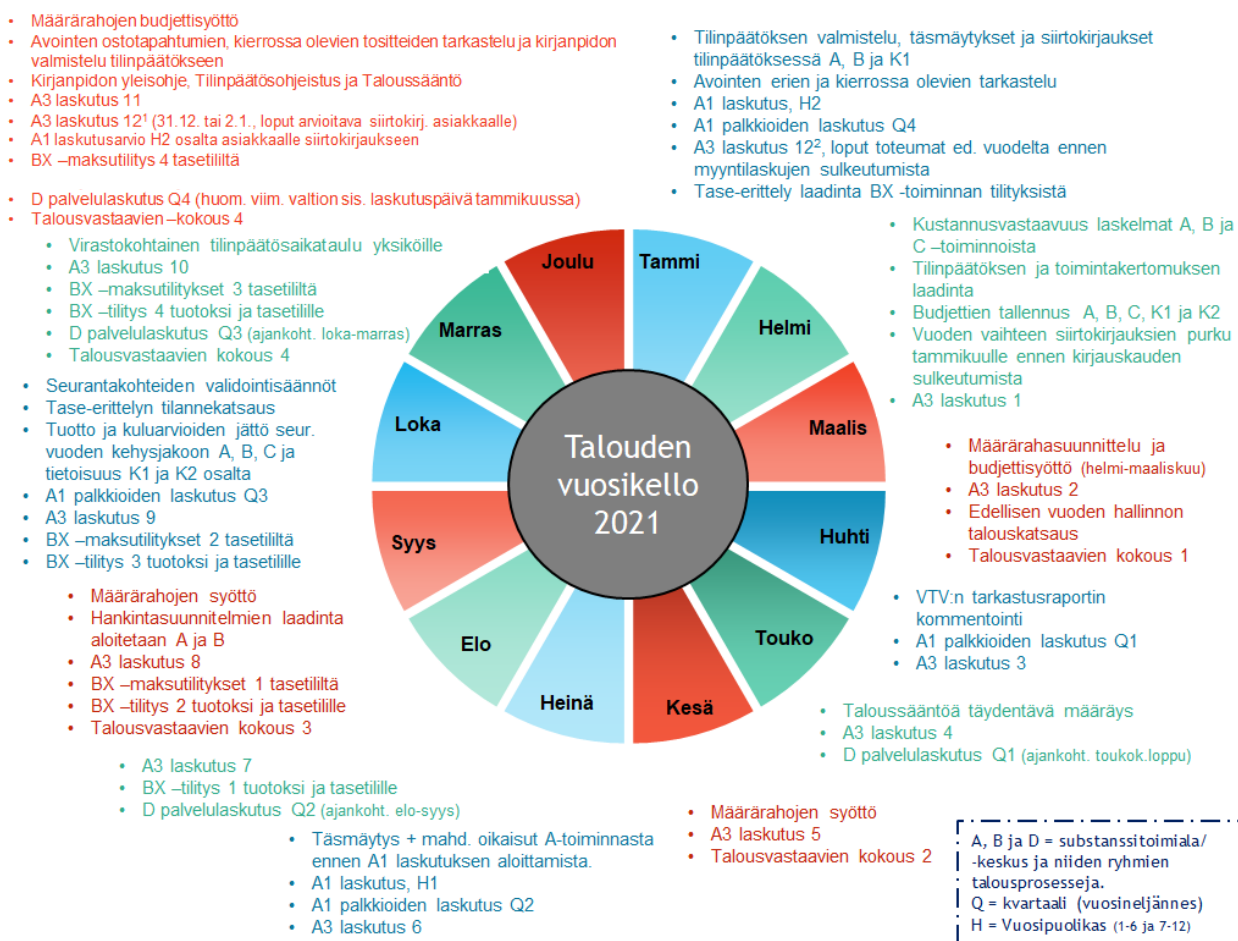 • Määrärahojen budjettisyöttö
• Avointen ostotapahtumien, kierrossa olevien tositteiden tarkastelu ja kirjanpidon
valmistelu tilinpäätökseen
• Kirjanpidon yleisohje, Tilinpäätösohjeistus ja Taloussääntö
• A3 laskutus 11
• A3 laskutus 12¹ (31.12. tai 2.1., loput arvioitava siirtokirj. asiakkaalle)
• A1 laskutusarvio H2 osalta asiakkaalle siirtokirjaukseen
• BX –maksutilitys 4 tasetililtä
• D palvelulaskutus Q4 (huom. viim. valtion sis. laskutuspäivä tammikuussa)
• Talousvastaavien –kokous 4
• Tilinpäätöksen valmistelu, täsmäytykset ja siirtokirjaukset
tilinpäätöksessä A, B ja K1
• Avointen erien ja kierrossa olevien tarkastelu
• A1 laskutus, H2
• A1 palkkioiden laskutus Q4
• A3 laskutus 12², loput toteumat ed. vuodelta ennen
myyntilaskujen sulkeutumista
• Tase-erittely laadinta BX -toiminnan tilityksistä
• Virastokohtainen tilinpäätösaikataulu yksiköille
• A3 laskutus 10
• BX –maksutilitykset 3 tasetililtä
• BX –tilitys 4 tuotoksi ja tasetilille
• D palvelulaskutus Q3 (ajankoht. loka-marras)
• Talousvastaavien kokous 4
• Kustannusvastaavuus laskelmat A, B ja
C –toiminnoista
• Tilinpäätöksen ja toimintakertomuksen
laadinta
• Budjettien tallennus A, B, C, K1 ja K2
• Vuoden vaihteen siirtokirjauksien purku
tammikuulle ennen kirjauskauden
sulkeutumista
• A3 laskutus 1
• Seurantakohteiden validointisäännöt
• Tase-erittelyn tilannekatsaus
• Tuotto ja kuluarvioiden jättö seur.
vuoden kehysjakoon A, B, C ja
tietoisuus K1 ja K2 osalta
• A1 palkkioiden laskutus Q3
• A3 laskutus 9
• BX –maksutilitykset 2 tasetililtä
• BX –tilitys 3 tuotoksi ja tasetilille
• Määrärahasuunnittelu ja
budjettisyöttö (helmi-maaliskuu)
• A3 laskutus 2
• Edellisen vuoden hallinnon
talouskatsaus
• Talousvastaavien kokous 1
Joulu
Tammi
Marras
Helmi
Loka
Maalis
Talouden
vuosikello
2021
Syys
Huhti
Elo
Touko
Heinä
Kesä
• Määrärahojen syöttö
• Hankintasuunnitelmien laadinta
aloitetaan A ja B
• A3 laskutus 8
• BX –maksutilitykset 1 tasetililtä
• BX –tilitys 2 tuotoksi ja tasetilille
• Talousvastaavien kokous 3
• VTV:n tarkastusraportin
kommentointi
• A1 palkkioiden laskutus Q1
• A3 laskutus 3
• Taloussääntöä täydentävä määräys
• A3 laskutus 4
• D palvelulaskutus Q1 (ajankoht. toukok.loppu)
• A3 laskutus 7
• BX –tilitys 1 tuotoksi ja tasetilille
• D palvelulaskutus Q2 (ajankoht. elo-syys)
• Täsmäytys + mahd. oikaisut A-toiminnasta
ennen A1 laskutuksen aloittamista.
• A1 laskutus, H1
• A1 palkkioiden laskutus Q2
• A3 laskutus 6
• Määrärahojen syöttö
• A3 laskutus 5
• Talousvastaavien kokous 2
A, B ja D = substanssitoimiala/
-keskus ja niiden ryhmien
talousprosesseja.
Q = kvartaali (vuosineljännes)
H = Vuosipuolikas (1-6 ja 7-12)